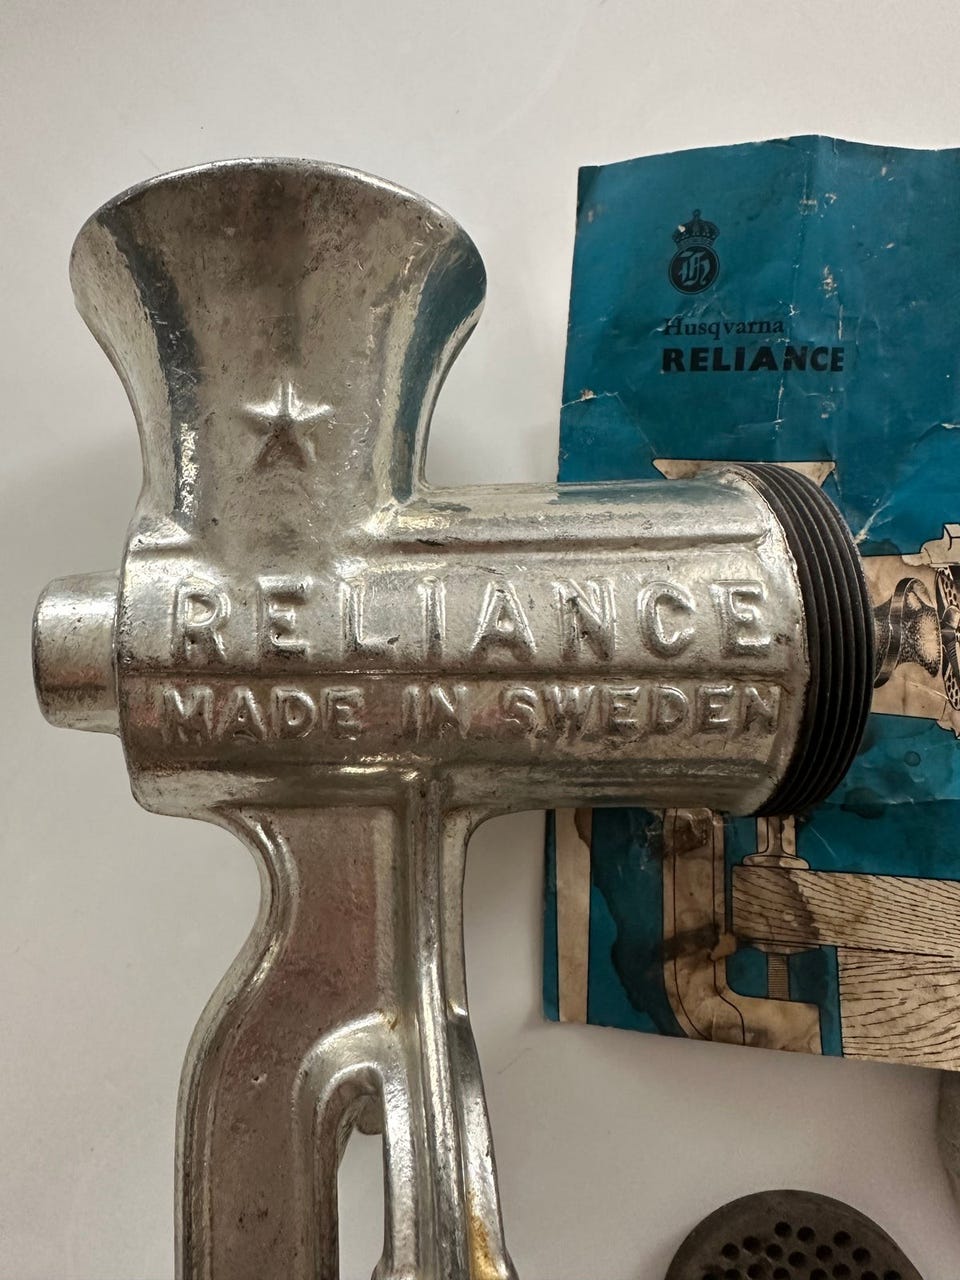 RELIANCE
MADE IN SWEDEN
H
Husqvarna
RELIANCE